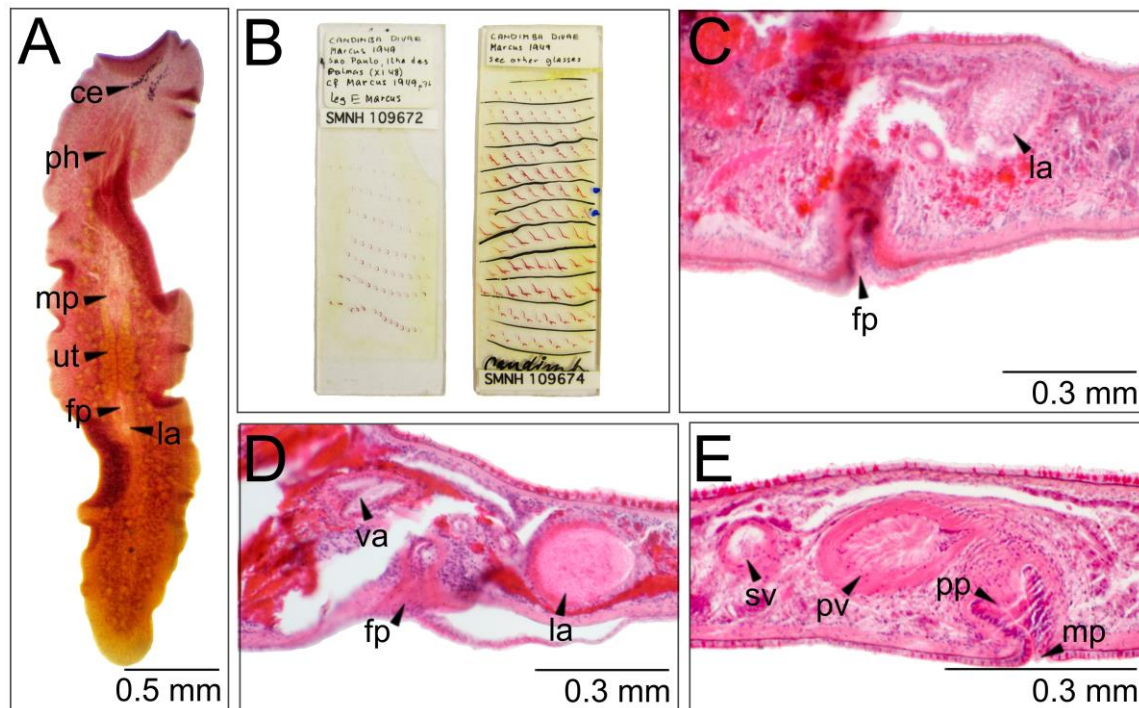 A
ce
ph
mp
ut
fp
la
0.5 mm
B
CANDIMBA DIVAE
Marcus 1949
Sao Paulo, Ilha des
Palmas (XI 48)
cf Marcus 1949,
leg E Marcus
SMNH 109672
CANDIMBA DIVAE
Marcus 1949
see other glasses
SMNH 109674
C
la
fp
0.3 mm
D
va
fp
la
0.3 mm
E
sv
pv
pp
mp
0.3 mm